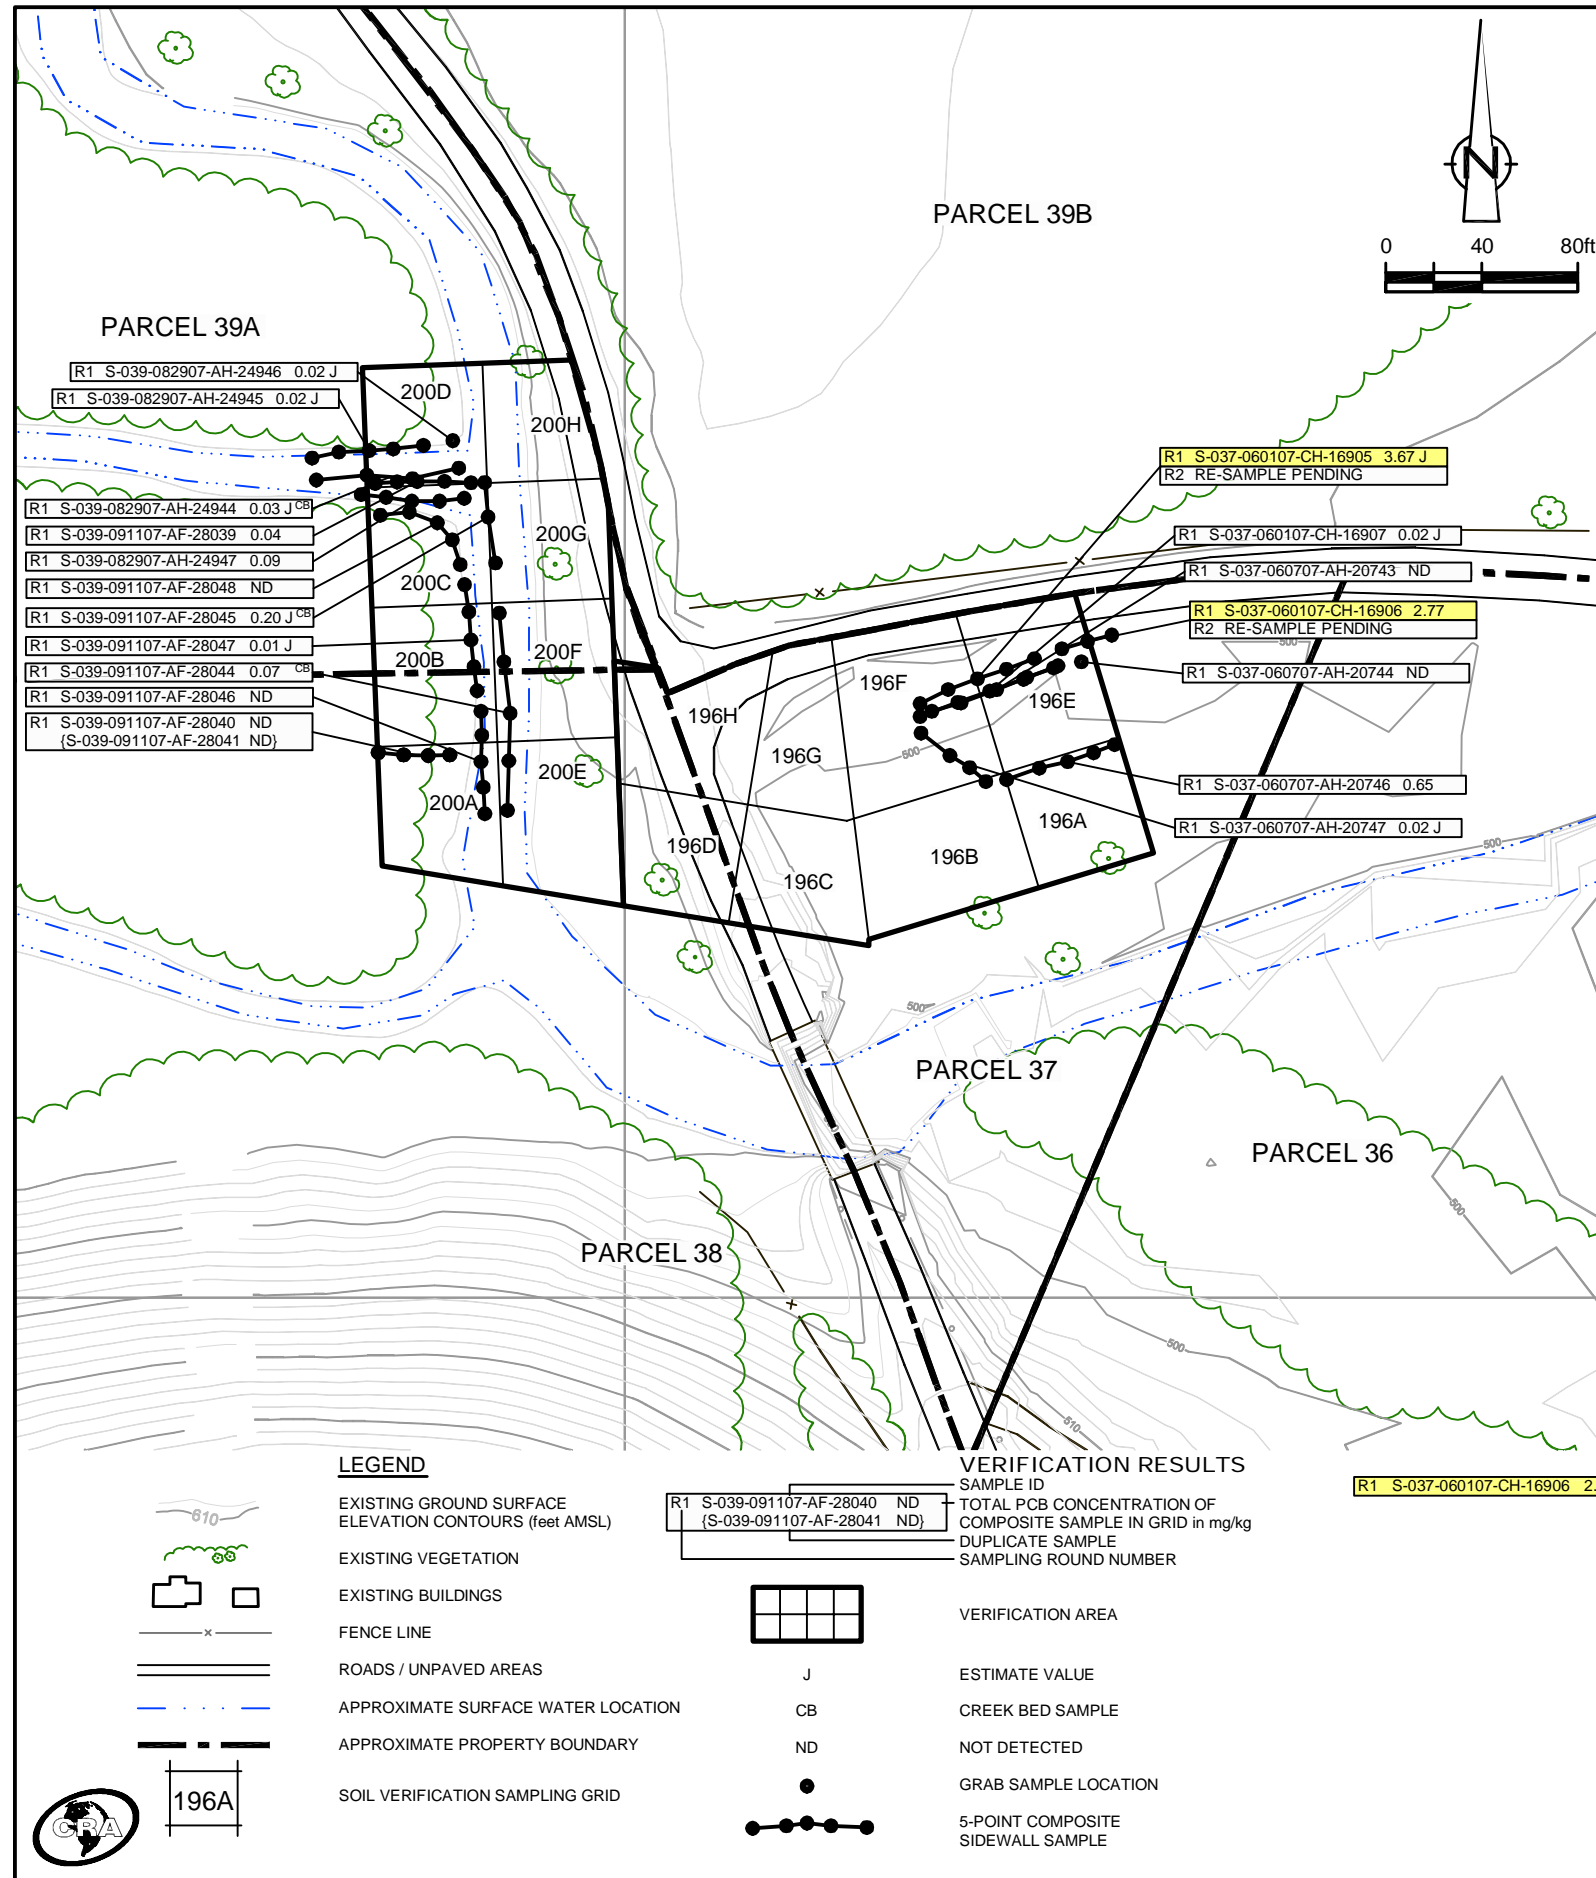 N
PARCEL 39B
0 40 80ft
PARCEL 39A
R1 S-039-082907-AH-24946 0.02 J
R1 S-039-082907-AH-24945 0.02 J
200D
200H
R1 S-037-060107-CH-16905 3.67 J
R2 RE-SAMPLE PENDING
R1 S-039-082907-AH-24944 0.03 J CB
R1 S-039-091107-AF-28039 0.04
R1 S-039-082907-AH-24947 0.09
R1 S-039-091107-AF-28048 ND
R1 S-039-091107-AF-28045 0.20 J CB
R1 S-039-091107-AF-28047 0.01 J
R1 S-039-091107-AF-28044 0.07 CB
R1 S-039-091107-AF-28046 ND
R1 S-039-091107-AF-28040 ND
{S-039-091107-AF-28041 ND}
200G
200C
200B
200F
200E
200A
R1 S-037-060107-CH-16907 0.02 J
R1 S-037-060707-AH-20743 ND
R1 S-037-060107-CH-16906 2.77
R2 RE-SAMPLE PENDING
500
R1 S-037-060707-AH-20744 ND
196F
196E
196H
196G
500
R1 S-037-060707-AH-20746 0.65
R1 S-037-060707-AH-20747 0.02 J
196A
196D
196B
196C
500
500
PARCEL 37
PARCEL 36
500
PARCEL 38
500
510
LEGEND
610
EXISTING GROUND SURFACE
ELEVATION CONTOURS (feet AMSL)
EXISTING VEGETATION
EXISTING BUILDINGS
FENCE LINE
ROADS / UNPAVED AREAS
APPROXIMATE SURFACE WATER LOCATION
APPROXIMATE PROPERTY BOUNDARY
196A
SOIL VERIFICATION SAMPLING GRID
CRA
VERIFICATION RESULTS
R1 S-039-091107-AF-28040 ND
{S-039-091107-AF-28041 ND}
SAMPLE ID
TOTAL PCB CONCENTRATION OF
COMPOSITE SAMPLE IN GRID in mg/kg
DUPLICATE SAMPLE
SAMPLING ROUND NUMBER
R1 S-037-060107-CH-16906 2.
VERIFICATION AREA
J ESTIMATE VALUE
CB CREEK BED SAMPLE
ND NOT DETECTED
GRAB SAMPLE LOCATION
5-POINT COMPOSITE
SIDEWALL SAMPLE